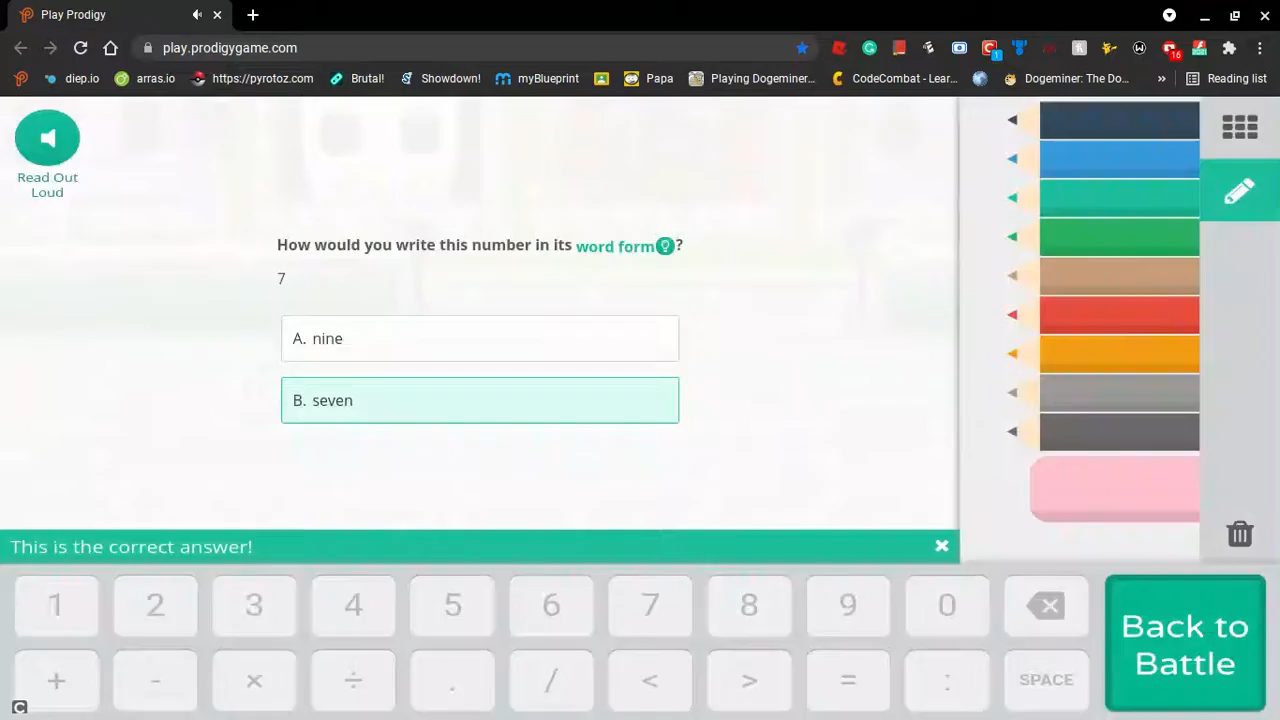 Play Prodigy
play.prodigygame.com
1
16
diep.io
arras.io
https://pyrotoz.com
Brutal!
Showdown!
myBlueprint
Papa
Playing Dogeminer...
CodeCombat - Lear...
Dogeminer: The Do...
»
Reading list
Read Out
Loud
How would you write this number in its word form?
7
A. nine
B. seven
This is the correct answer!
1 2 3 4 5 6 7 8 9 0
+ - × ÷ . / < > = : SPACE
Back to
Battle